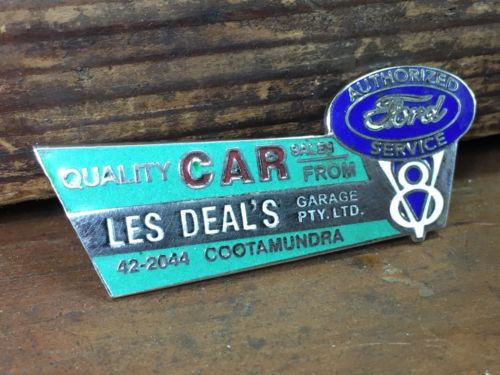 AUTHORIZED
Ford
SERVICE
V8
QUALITY CAR SALES FROM
LES DEAL'S GARAGE PTY. LTD.
42-2044 COOTAMUNDRA